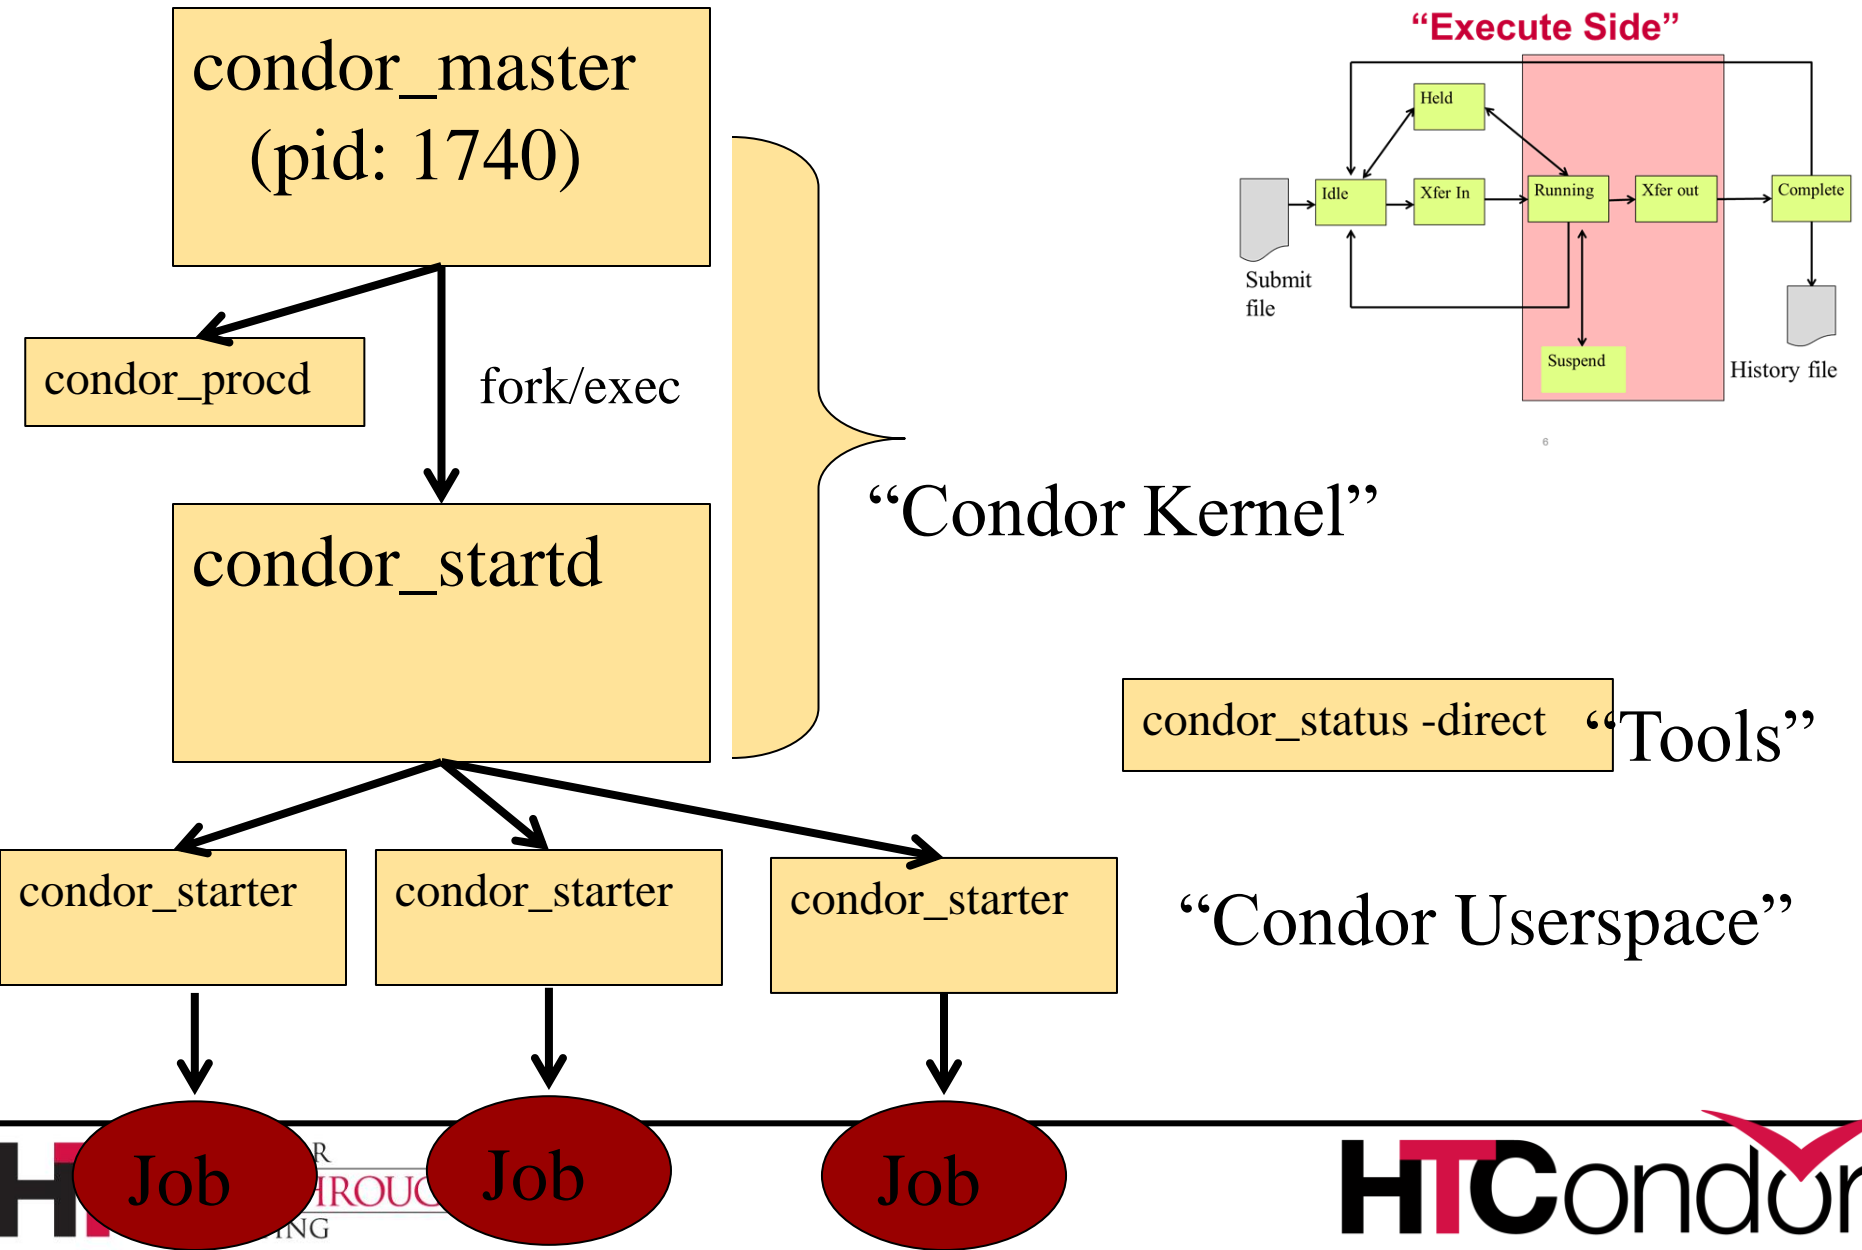 condor_master
(pid: 1740)
condor_procd
fork/exec
condor_startd
“Condor Kernel”
condor_status -direct
“Tools”
condor_starter
condor_starter
condor_starter
“Condor Userspace”
Job
Job
Job
“Execute Side”
Held
Idle
Xfer In
Running
Xfer out
Complete
Submit
file
Suspend
History file
6
HTCondor